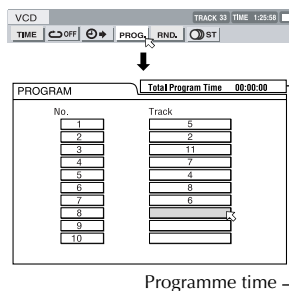 VCD
TRACK 33 TIME 1:25:58
TIME OFF PROG. RND. ST
PROGRAM Total Program Time 00:00:00
No. Track
1 5
2 2
3 11
4 7
5 4
6 8
7 6
8
9
10
Programme time